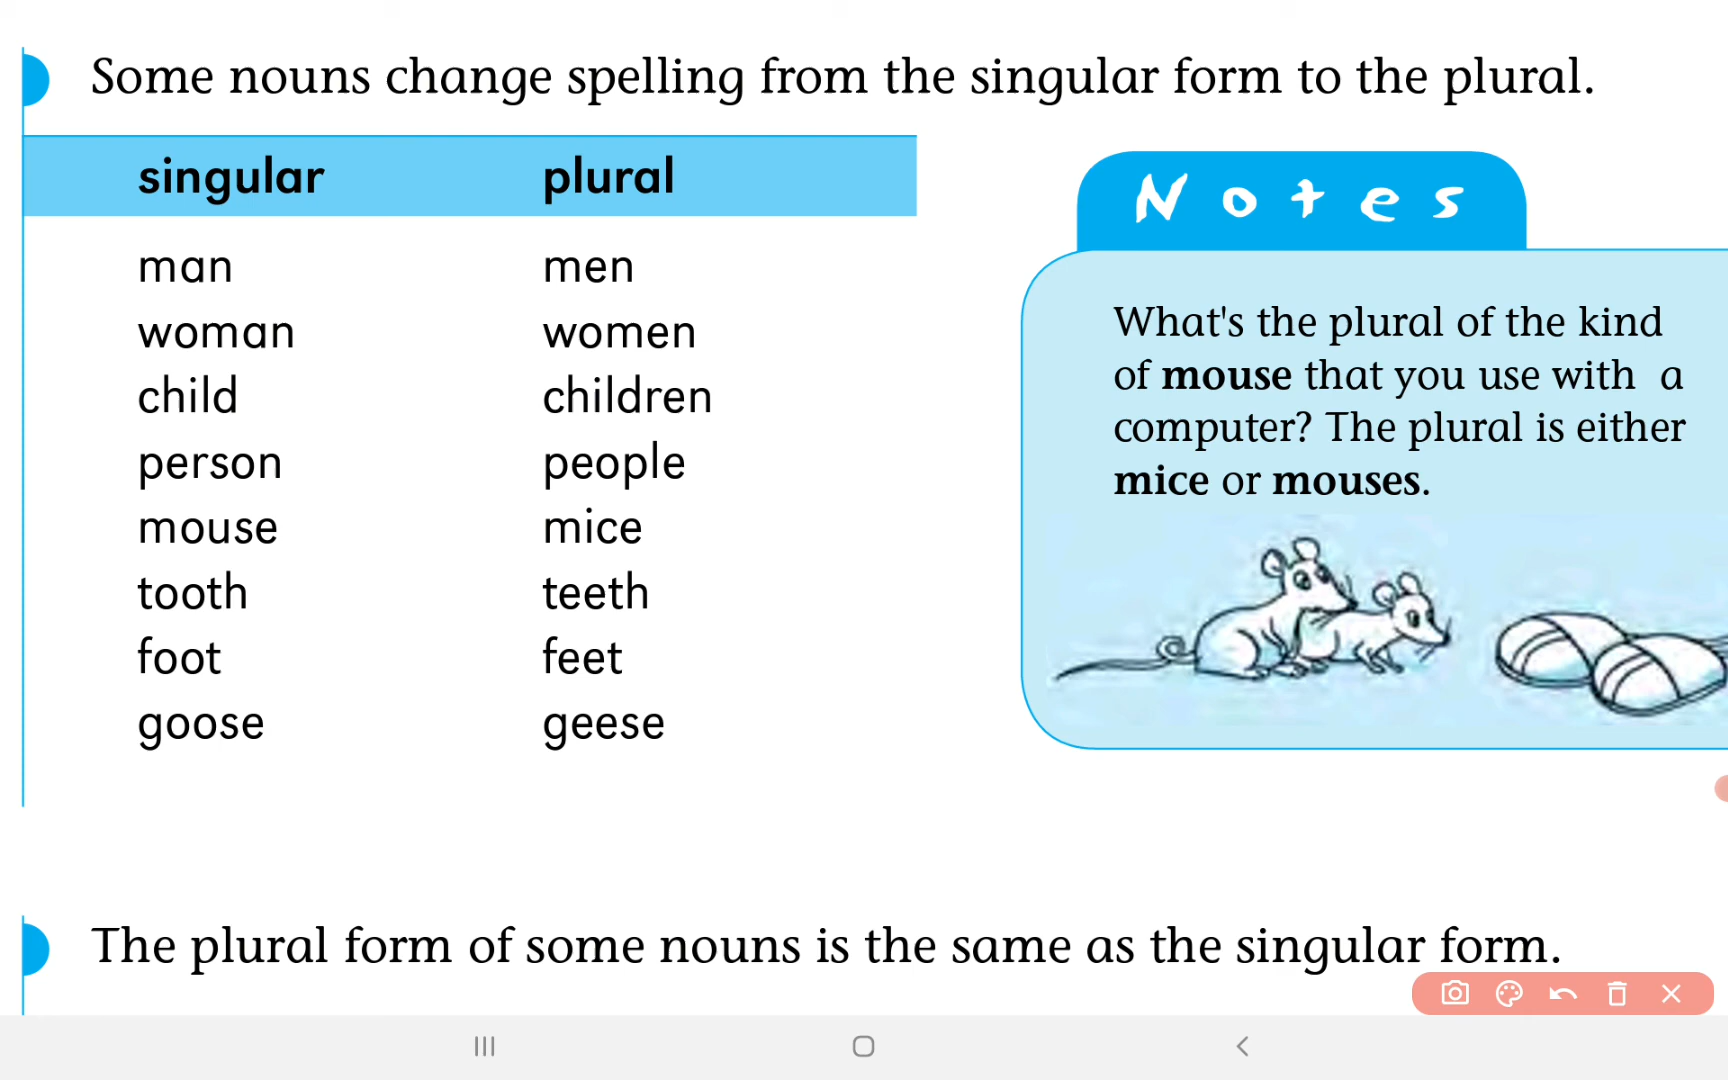 Some nouns change spelling from the singular form to the plural.
singular plural
man men
woman women
child children
person people
mouse mice
tooth teeth
foot feet
goose geese
Notes
What's the plural of the kind
of mouse that you use with a
computer? The plural is either
mice or mouses.
The plural form of some nouns is the same as the singular form.